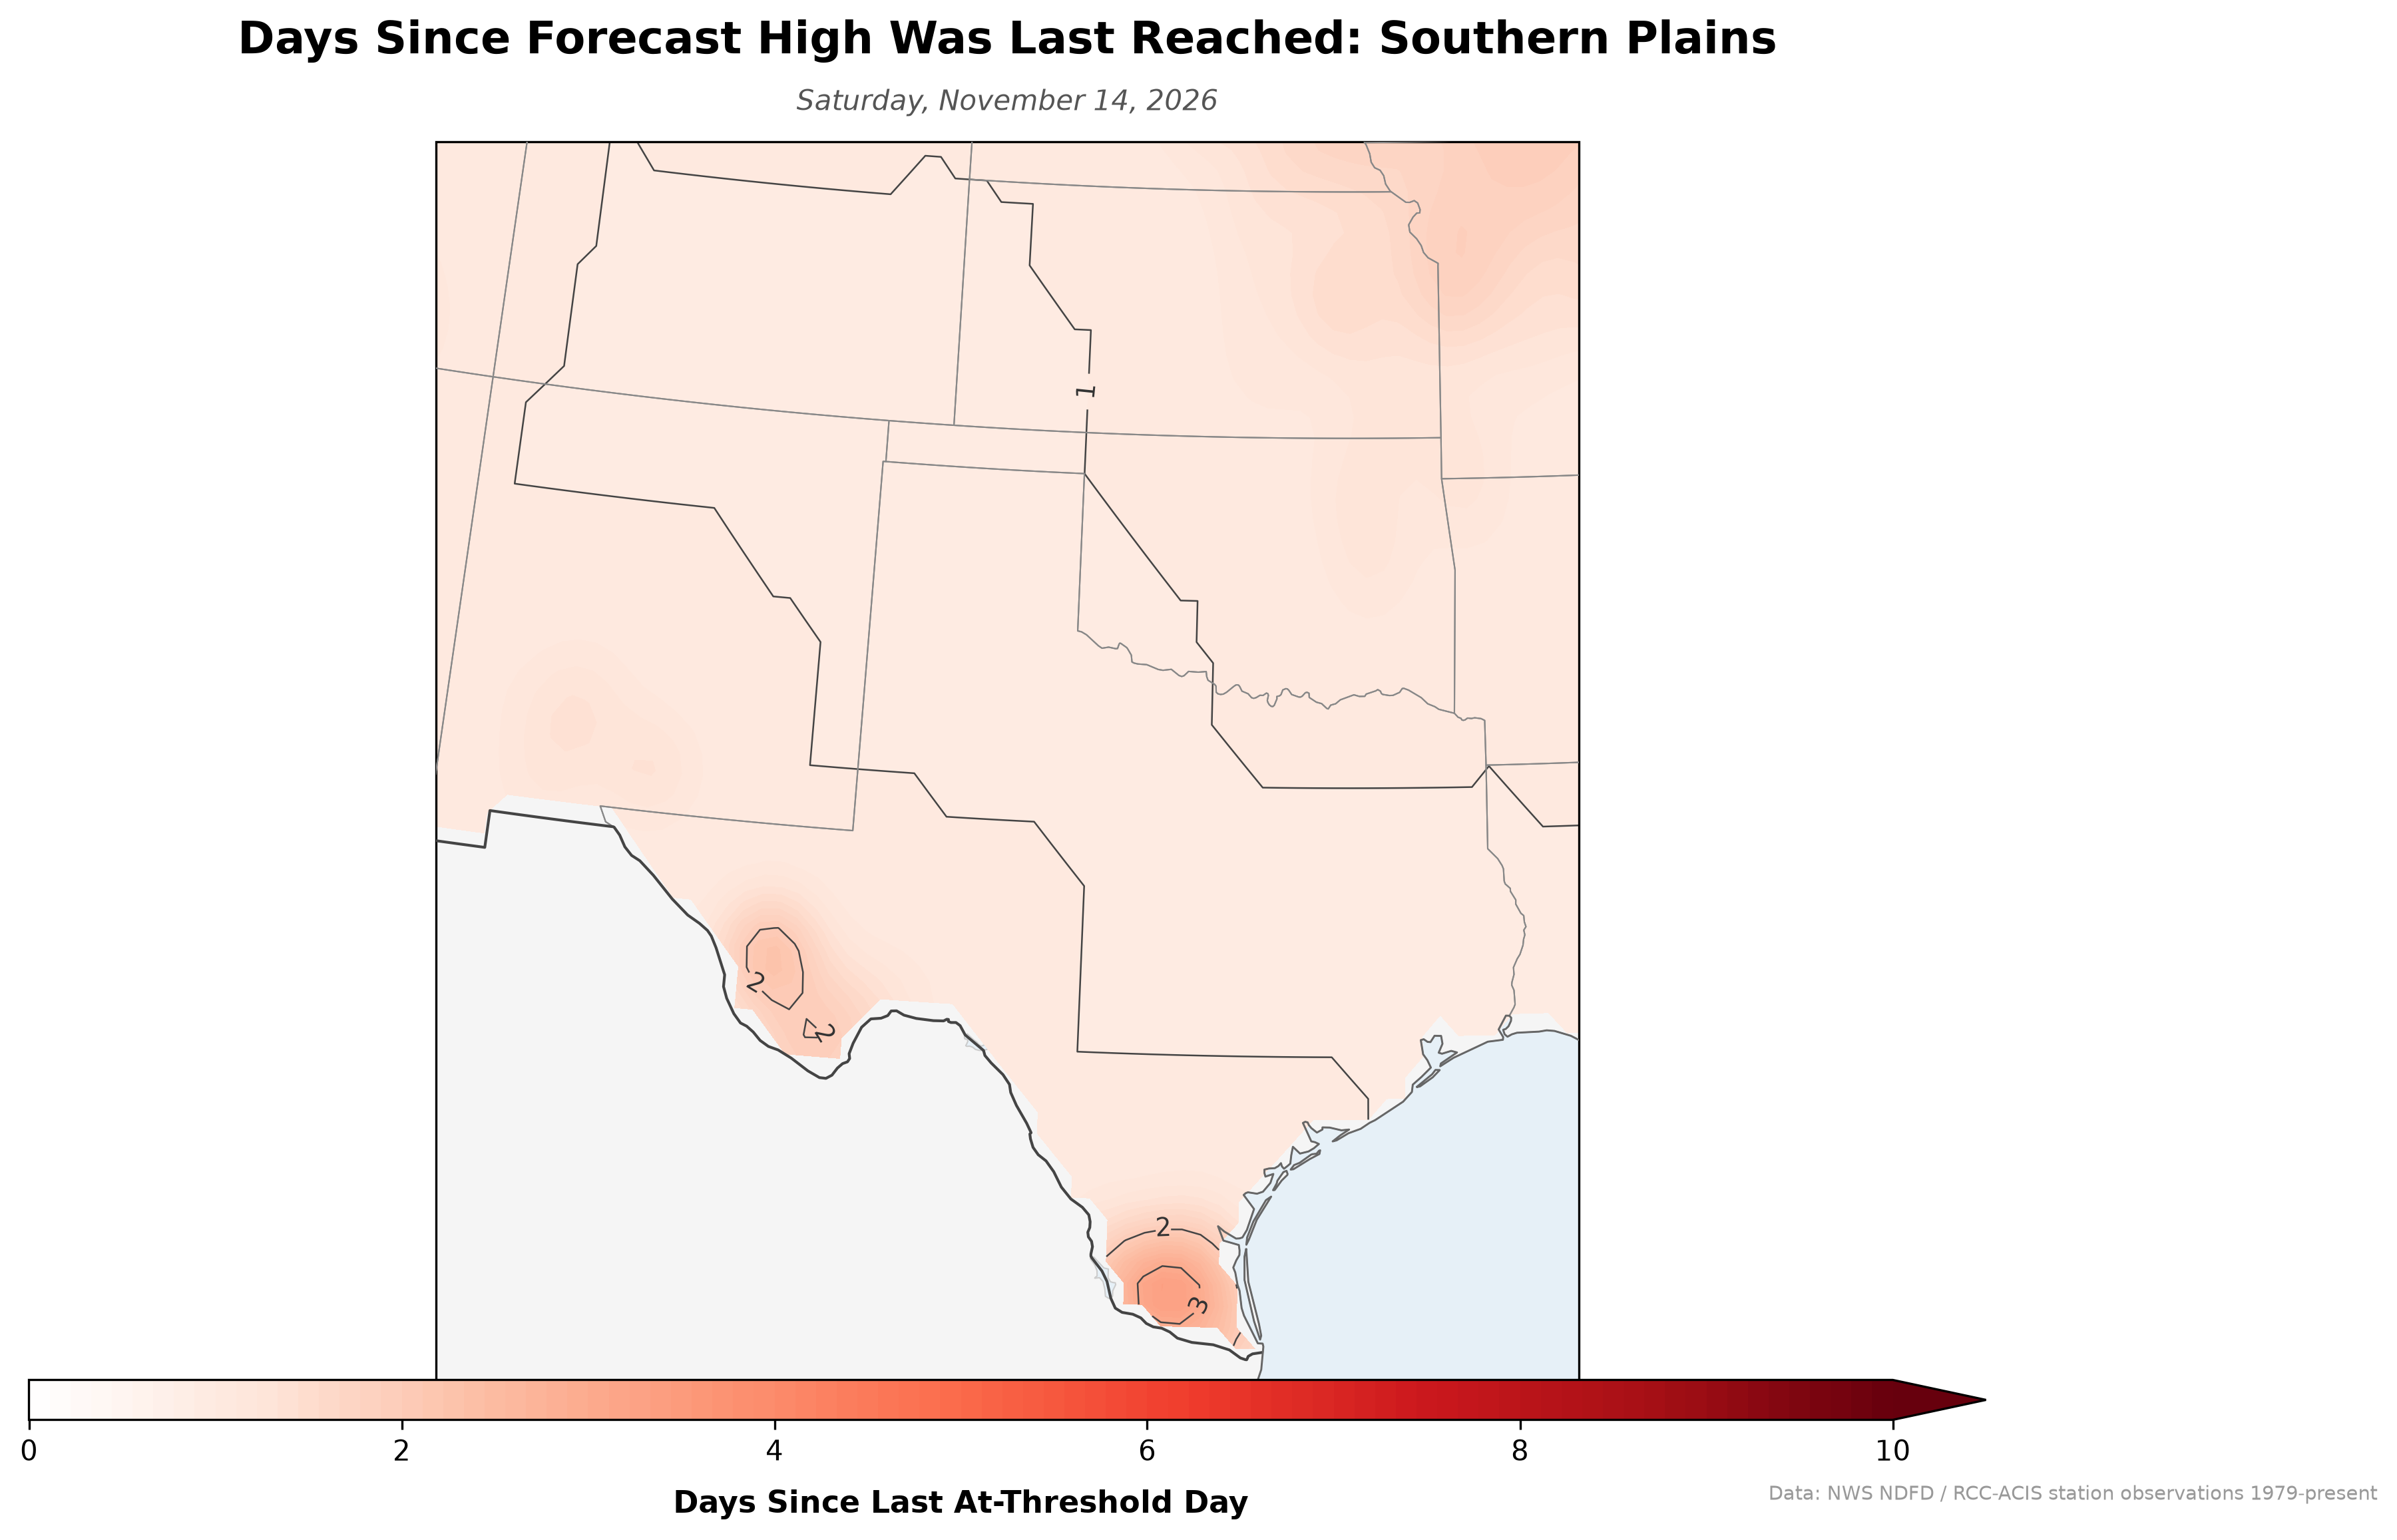 Days Since Forecast High Was Last Reached: Southern Plains
Saturday, November 14, 2026
1
2
2
2
3
0 2 4 6 8 10
Days Since Last At-Threshold Day
Data: NWS NDFD / RCC-ACIS station observations 1979-present